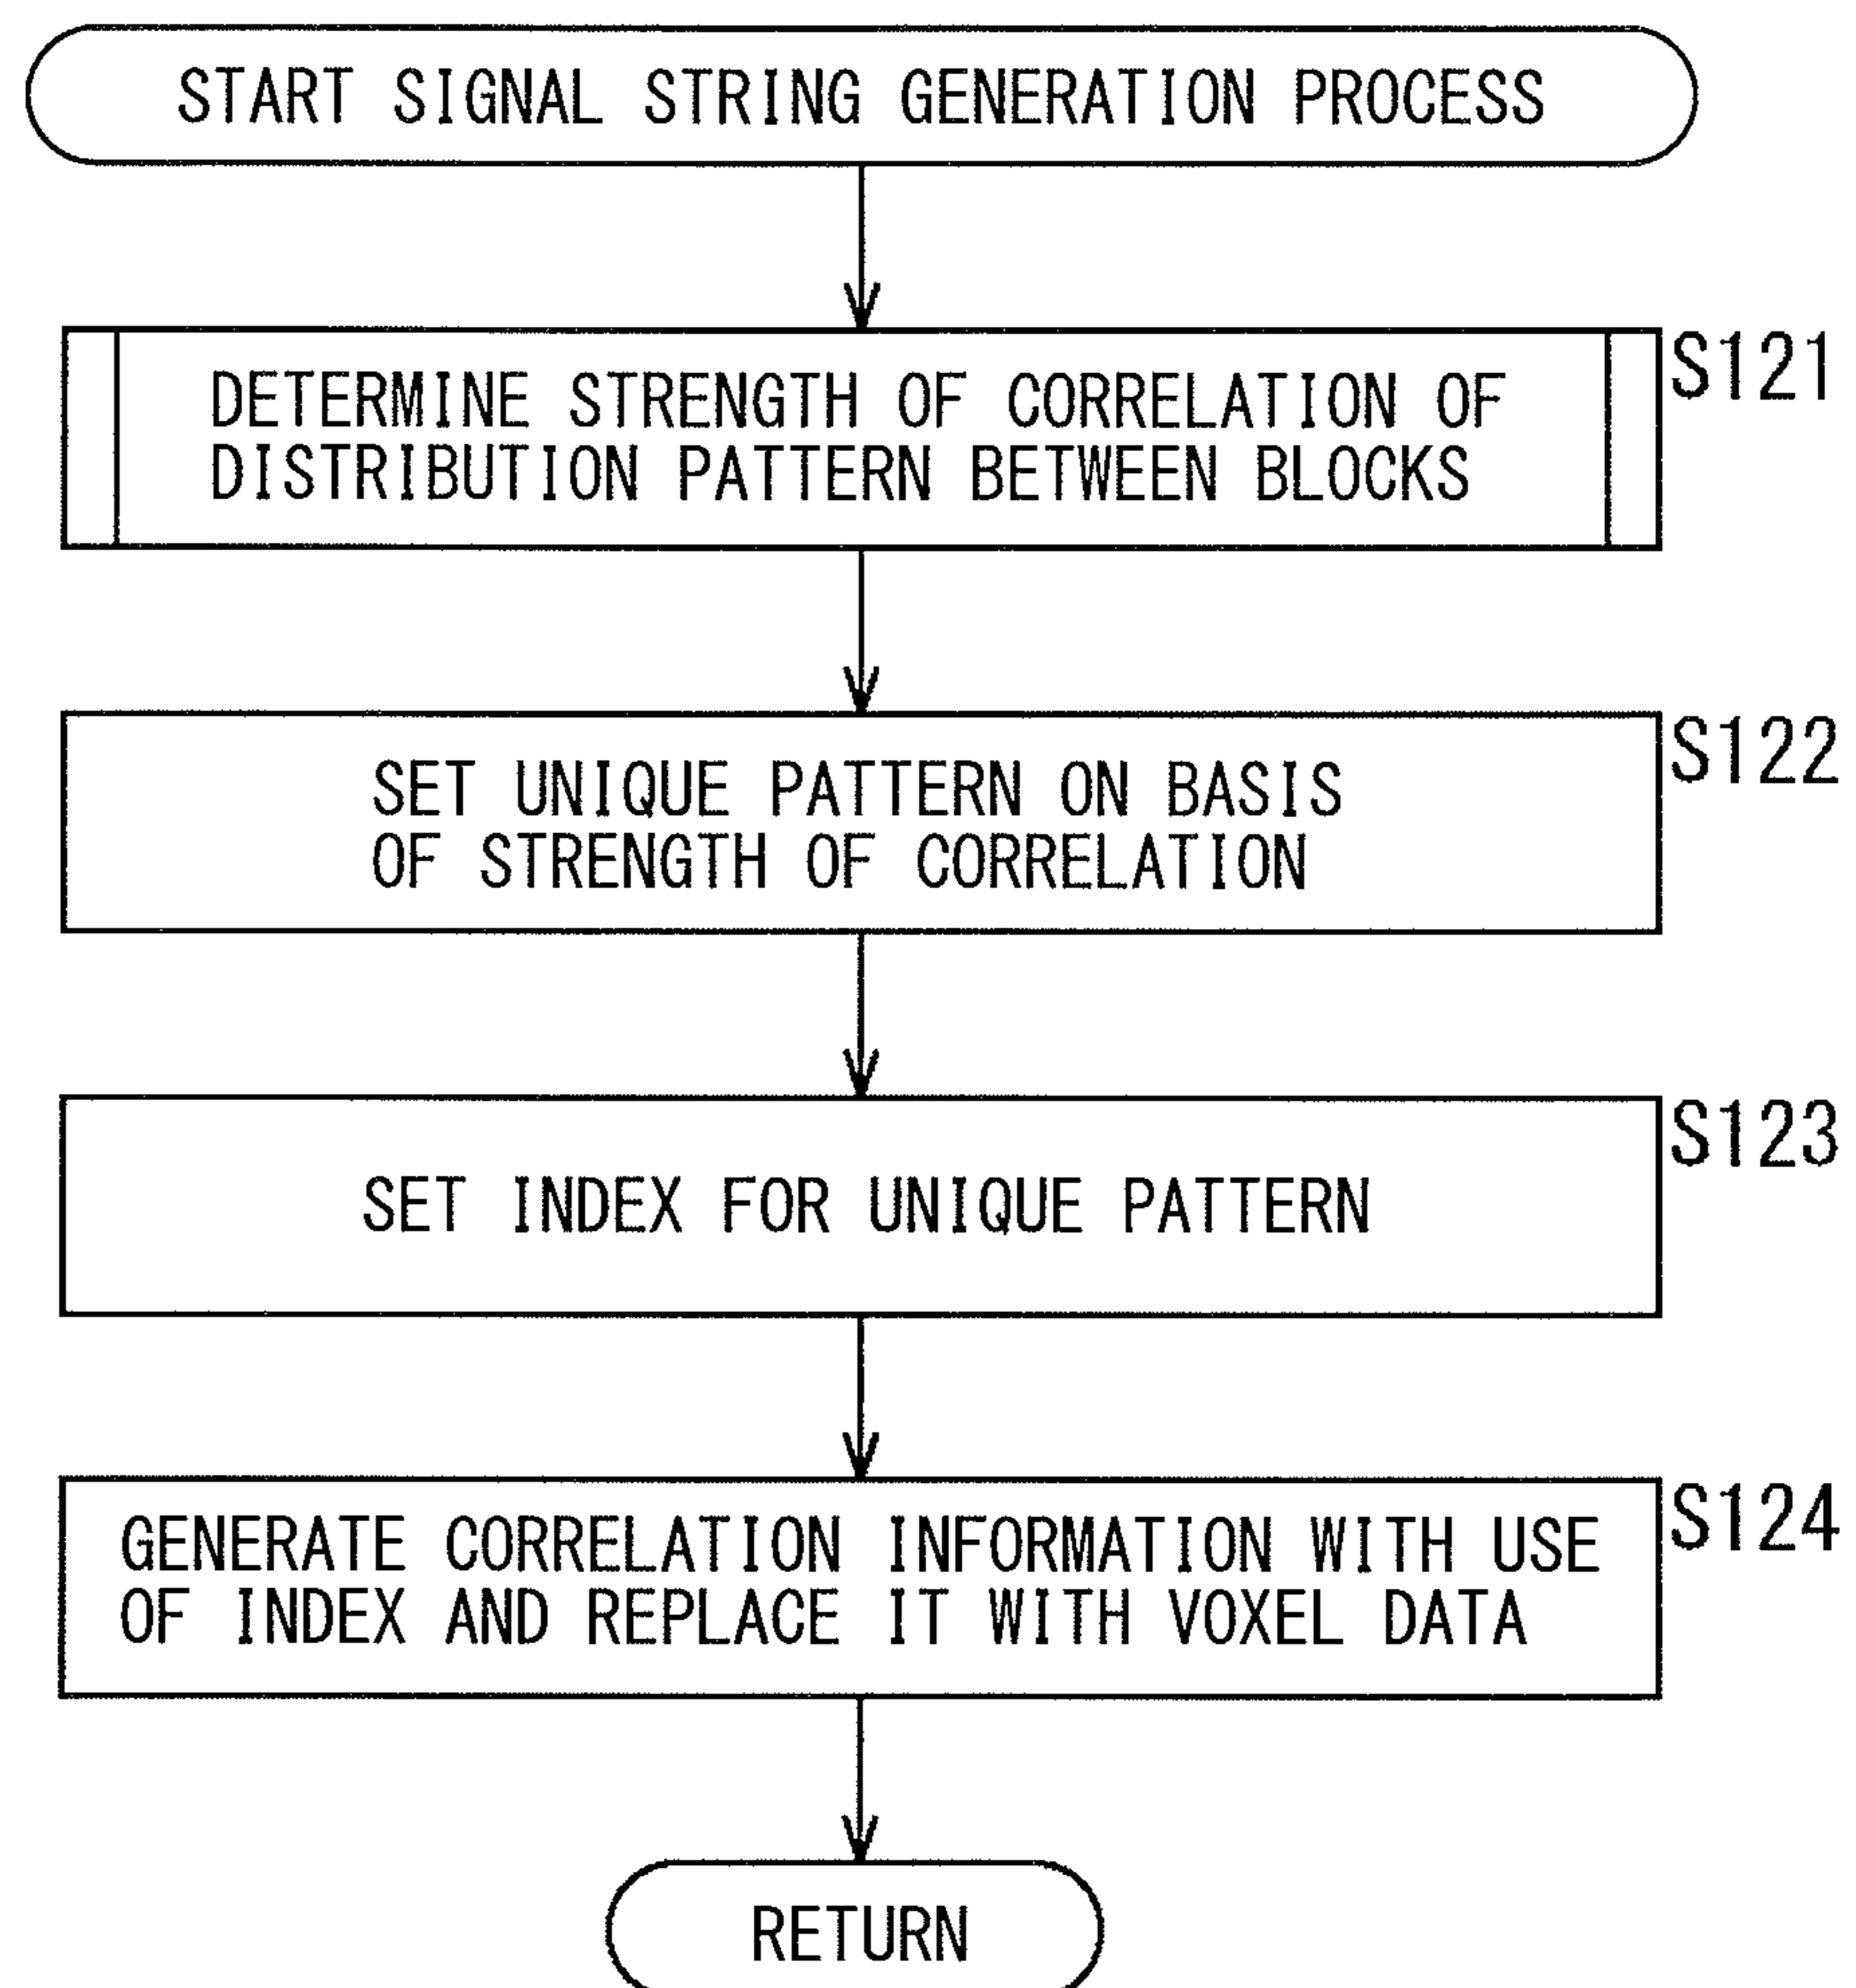 START SIGNAL STRING GENERATION PROCESS
S121
DETERMINE STRENGTH OF CORRELATION OF
DISTRIBUTION PATTERN BETWEEN BLOCKS
S122
SET UNIQUE PATTERN ON BASIS
OF STRENGTH OF CORRELATION
S123
SET INDEX FOR UNIQUE PATTERN
S124
GENERATE CORRELATION INFORMATION WITH USE
OF INDEX AND REPLACE IT WITH VOXEL DATA
RETURN